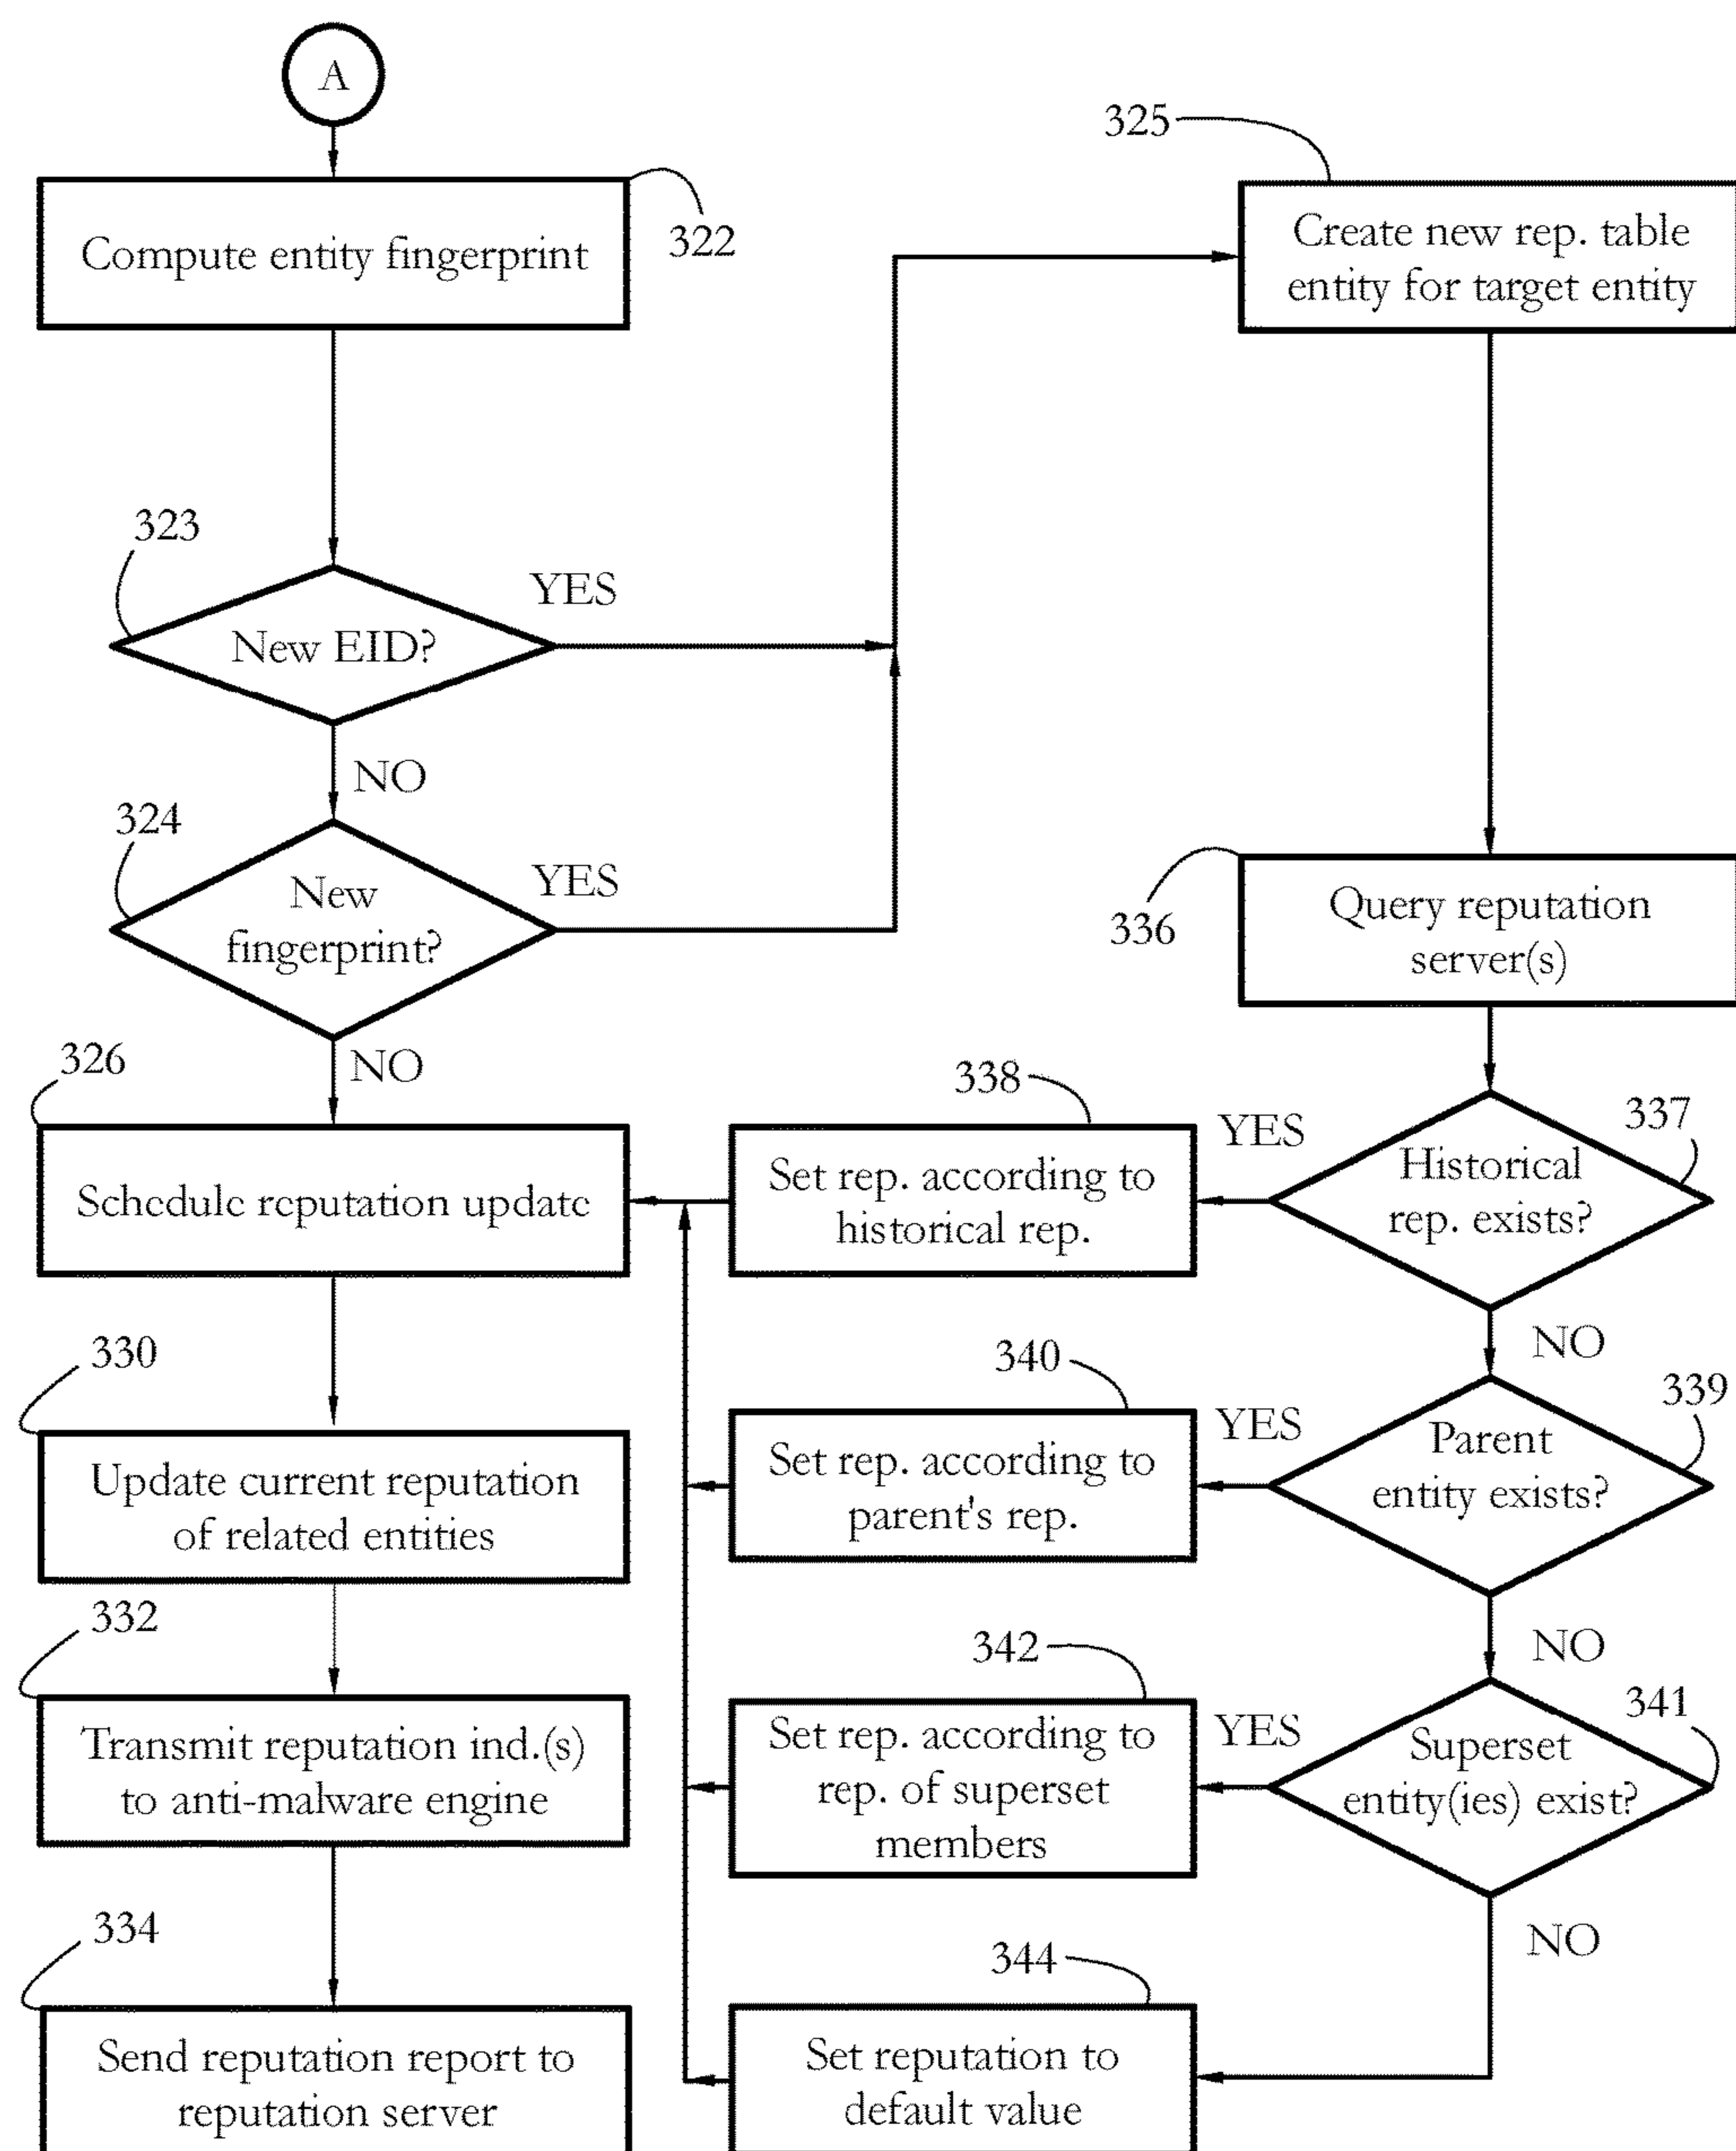 A
325
Compute entity fingerprint
322
Create new rep. table
entity for target entity
323
New EID?
YES
NO
324
New
fingerprint?
YES
NO
336
Query reputation
server(s)
326
Schedule reputation update
338
Set rep. according to
historical rep.
YES
337
Historical
rep. exists?
NO
330
Update current reputation
of related entities
340
Set rep. according to
parent's rep.
YES
339
Parent
entity exists?
NO
332
Transmit reputation ind.(s)
to anti-malware engine
342
Set rep. according to
rep. of superset
members
YES
341
Superset
entity(ies) exist?
NO
334
Send reputation report to
reputation server
344
Set reputation to
default value